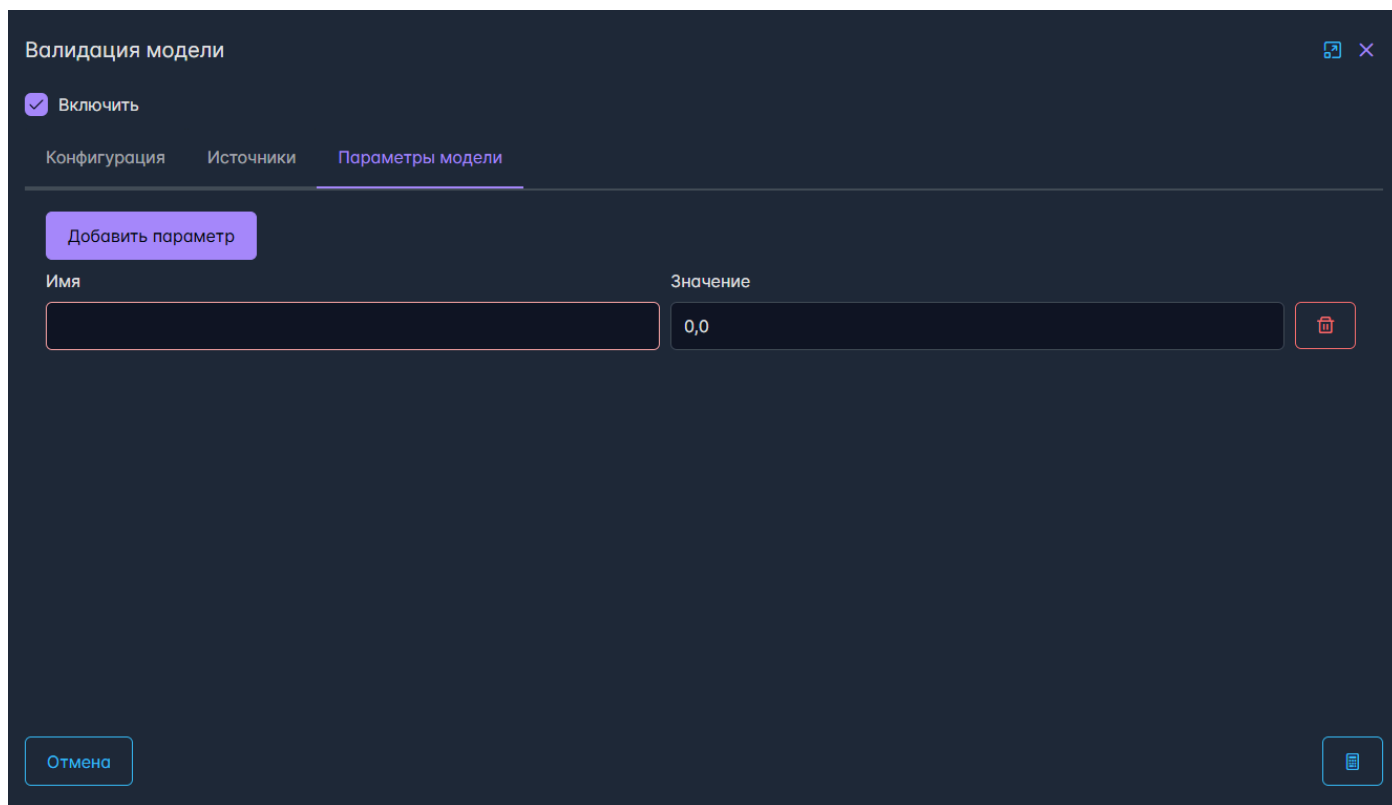 Валидация модели
Включить
Конфигурация Источники Параметры модели
Добавить параметр
Имя Значение
0,0
Отмена